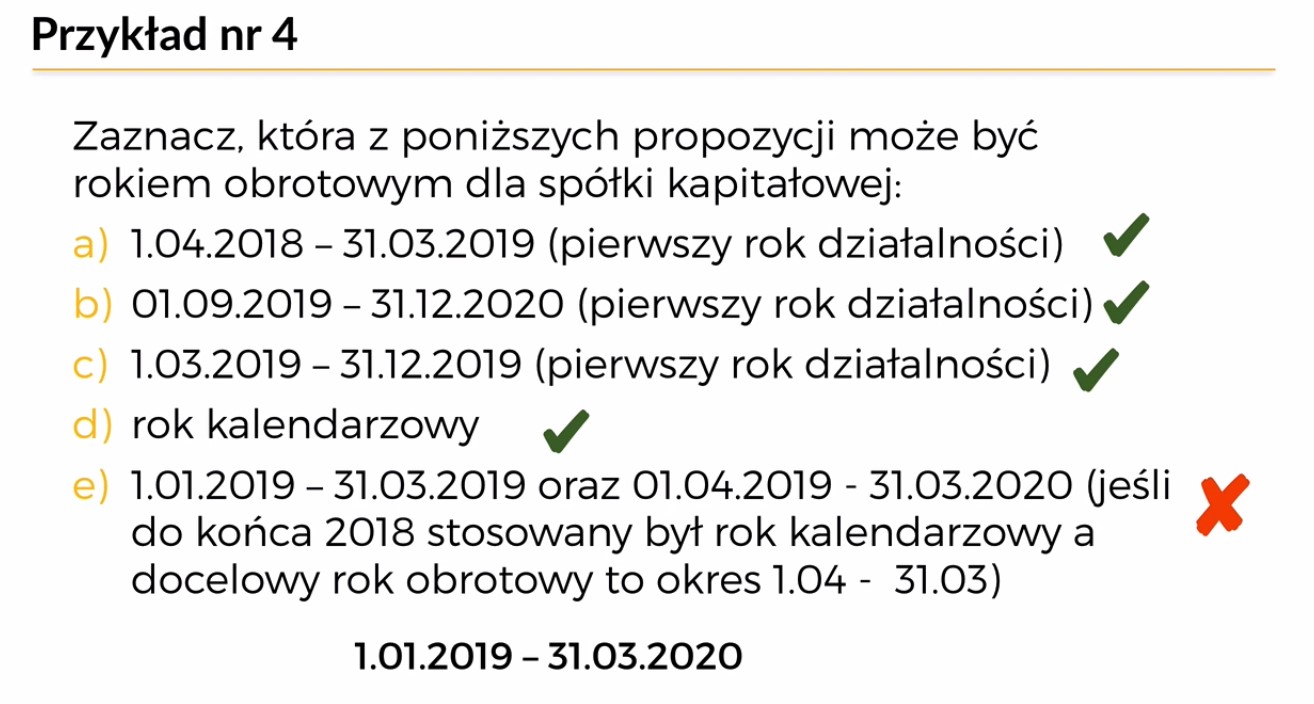 Przykład nr 4
Zaznacz, która z poniższych propozycji może być
rokiem obrotowym dla spółki kapitałowej:
a) 1.04.2018 – 31.03.2019 (pierwszy rok działalności)
b) 01.09.2019 – 31.12.2020 (pierwszy rok działalności)
c) 1.03.2019 – 31.12.2019 (pierwszy rok działalności)
d) rok kalendarzowy
e) 1.01.2019 – 31.03.2019 oraz 01.04.2019 - 31.03.2020 (jeśli
do końca 2018 stosowany był rok kalendarzowy a
docelowy rok obrotowy to okres 1.04 - 31.03)
1.01.2019 – 31.03.2020